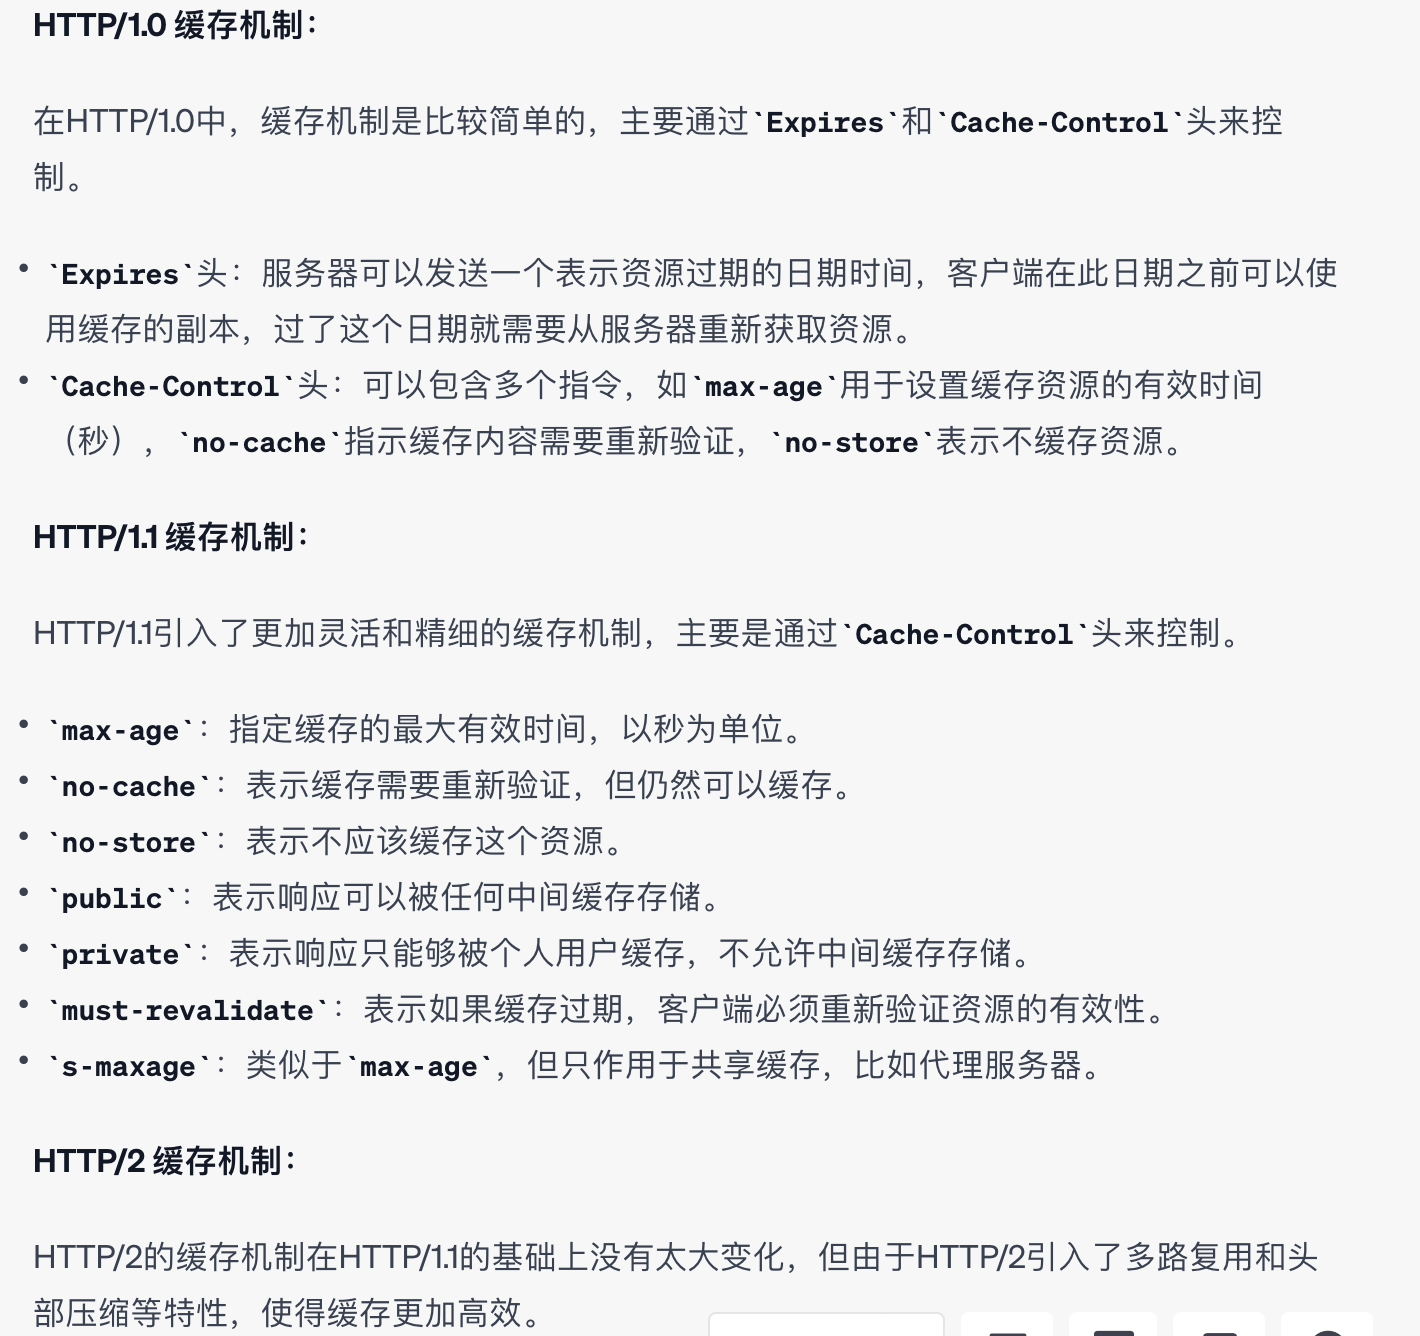 HTTP/1.0 缓存机制：
在HTTP/1.0中，缓存机制是比较简单的，主要通过`Expires`和`Cache-Control`头来控
制。
• `Expires`头：服务器可以发送一个表示资源过期的日期时间，客户端在此日期之前可以使
用缓存的副本，过了这个日期就需要从服务器重新获取资源。
• `Cache-Control`头：可以包含多个指令，如`max-age`用于设置缓存资源的有效时间
（秒），`no-cache`指示缓存内容需要重新验证，`no-store`表示不缓存资源。
HTTP/1.1 缓存机制：
HTTP/1.1引入了更加灵活和精细的缓存机制，主要是通过`Cache-Control`头来控制。
• `max-age`：指定缓存的最大有效时间，以秒为单位。
• `no-cache`：表示缓存需要重新验证，但仍然可以缓存。
• `no-store`：表示不应该缓存这个资源。
• `public`：表示响应可以被任何中间缓存存储。
• `private`：表示响应只能够被个人用户缓存，不允许中间缓存存储。
• `must-revalidate`：表示如果缓存过期，客户端必须重新验证资源的有效性。
• `s-maxage`：类似于`max-age`，但只作用于共享缓存，比如代理服务器。
HTTP/2 缓存机制：
HTTP/2的缓存机制在HTTP/1.1的基础上没有太大变化，但由于HTTP/2引入了多路复用和头
部压缩等特性，使得缓存更加高效。